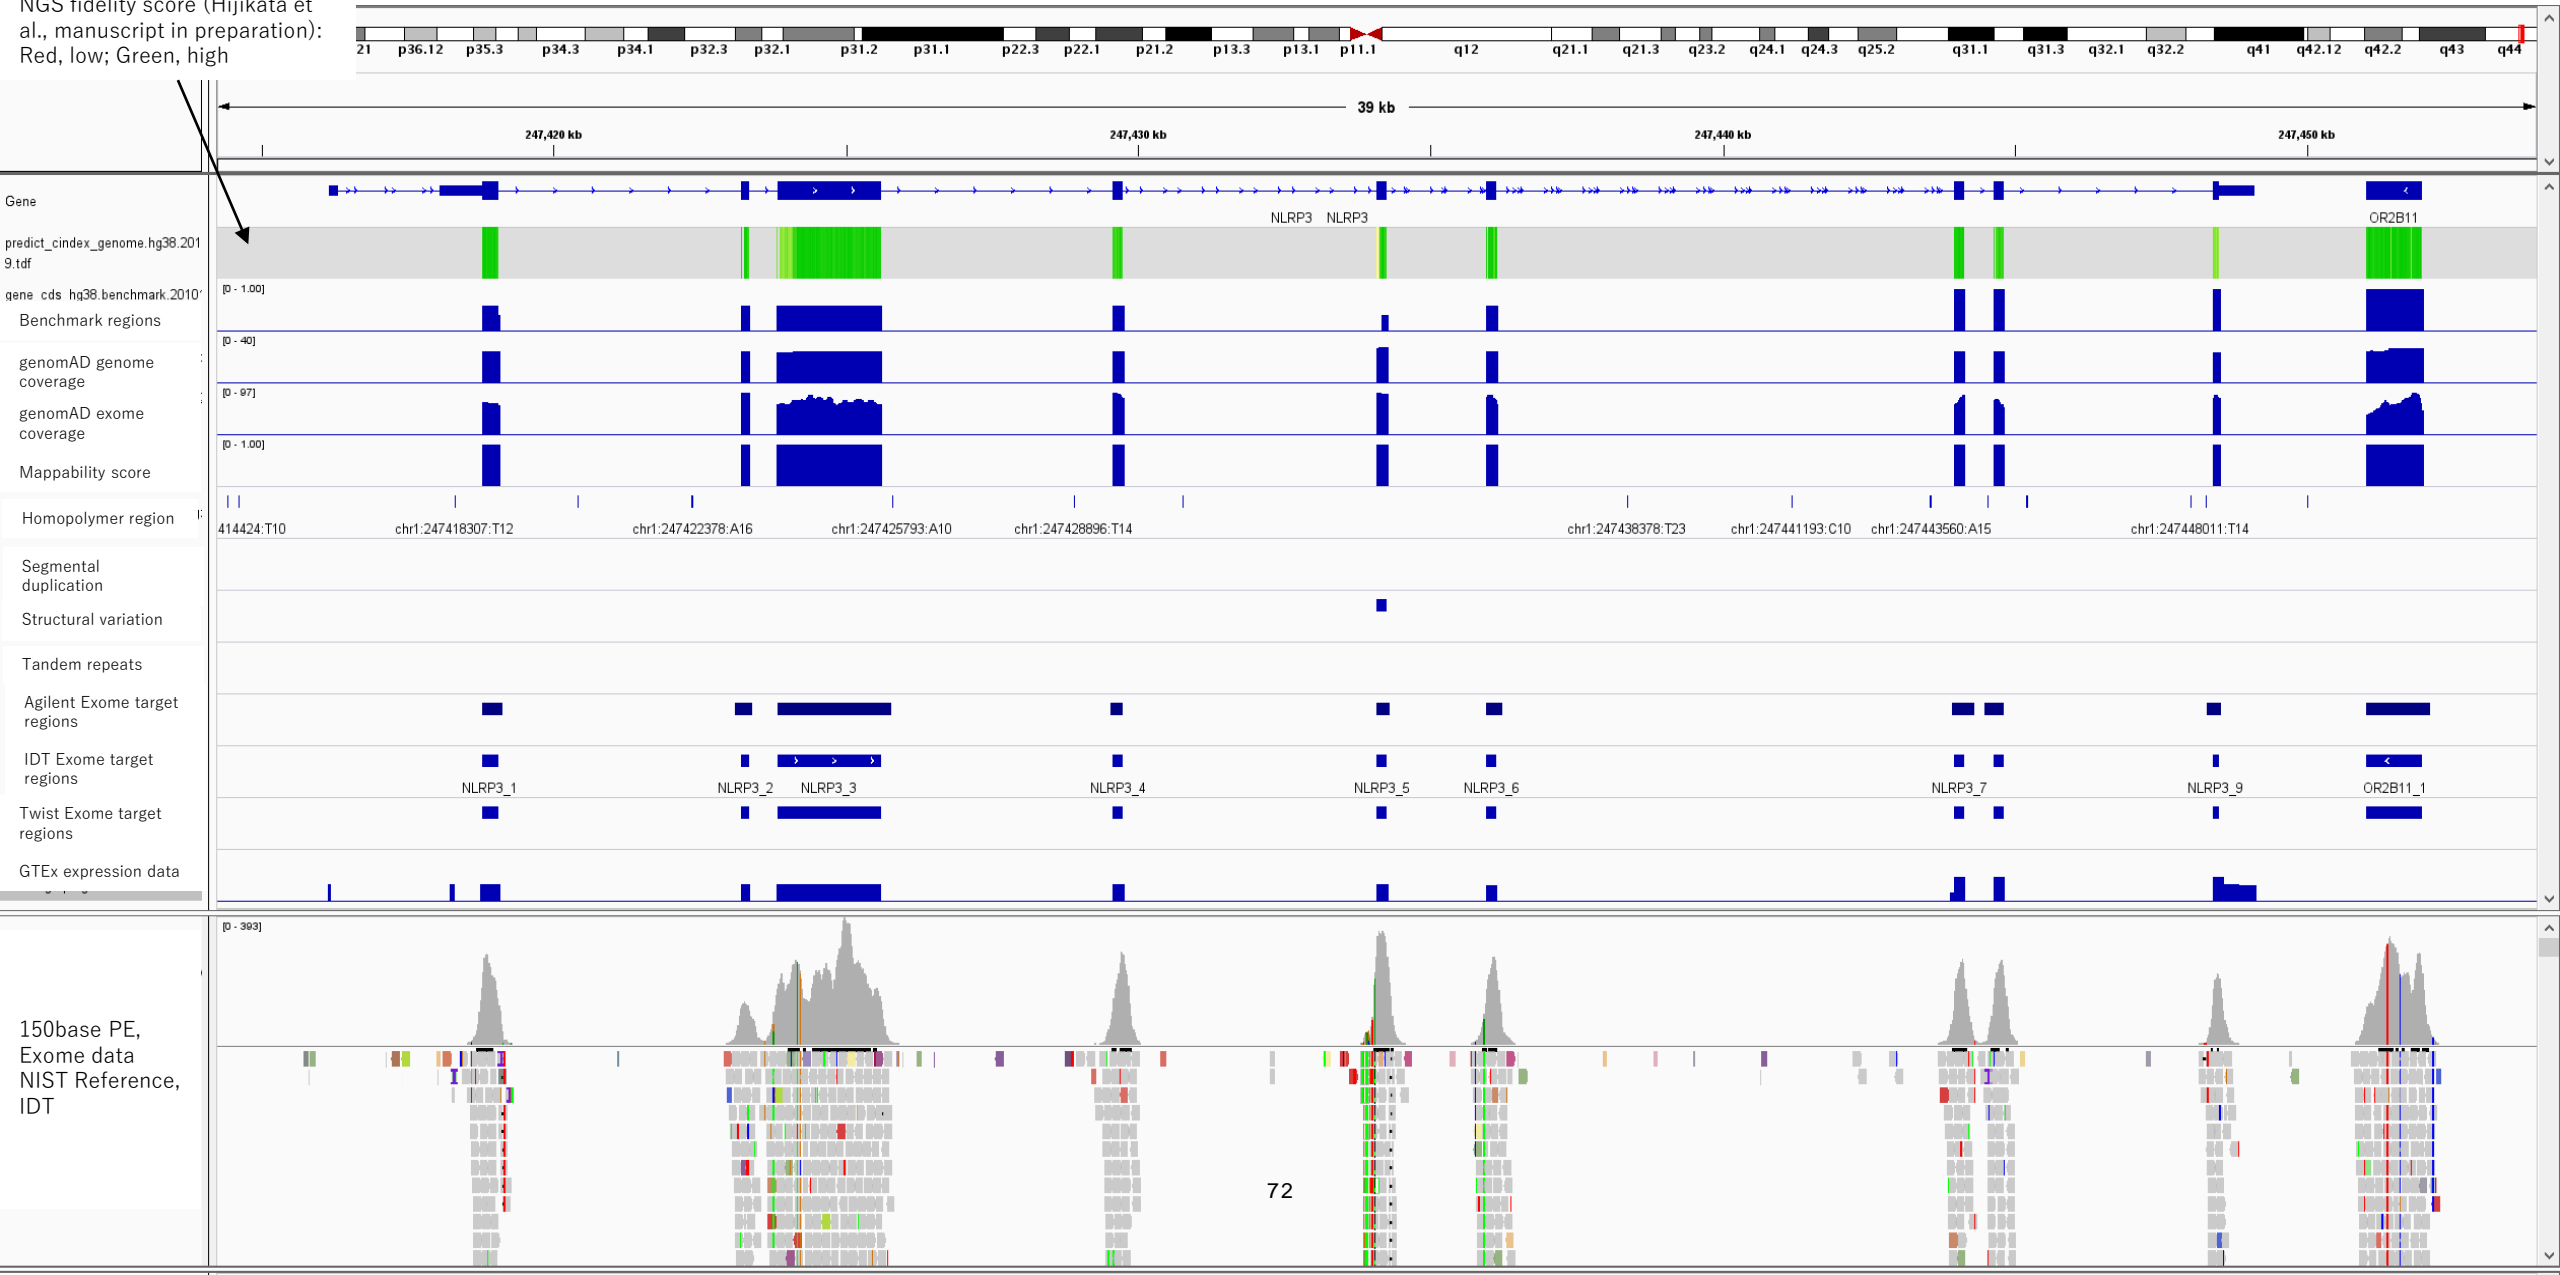 NGS fidelity score (Hijikata et
al., manuscript in preparation):
Red, low; Green, high
21 p36.12 p35.3 p34.3 p34.1 p32.3 p32.1 p31.2 p31.1 p22.3 p22.1 p21.2 p13.3 p13.1 p11.1 q12 q21.1 q21.3 q23.2 q24.1 q24.3 q25.2 q31.1 q31.3 q32.1 q32.2 q41 q42.12 q42.2 q43 q44
39 kb
247,420 kb 247,430 kb 247,440 kb 247,450 kb
Gene
NLRP3 NLRP3 OR2B11
predict_cindex_genome.hg38.201
9.tdf
gene_cds_hg38.benchmark.2010
[0 - 1.00]
Benchmark regions
[0 - 40]
genomAD genome
coverage
[0 - 97]
genomAD exome
coverage
[0 - 1.00]
Mappability score
Homopolymer region
414424:T10 chr1:247418307:T12 chr1:247422378:A16 chr1:247425793:A10 chr1:247428896:T14 chr1:247438378:T23 chr1:247441193:C10 chr1:247443560:A15 chr1:247448011:T14
Segmental
duplication
Structural variation
Tandem repeats
Agilent Exome target
regions
IDT Exome target
regions
NLRP3_1 NLRP3_2 NLRP3_3 NLRP3_4 NLRP3_5 NLRP3_6 NLRP3_7 NLRP3_9 OR2B11_1
Twist Exome target
regions
GTEx expression data
[0 - 393]
150base PE,
Exome data
NIST Reference,
IDT
72